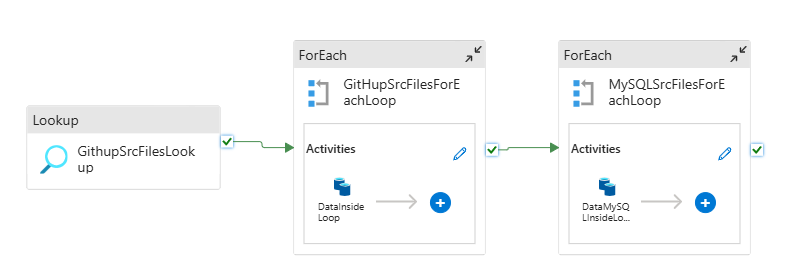 ForEach
ForEach
GitHupSrcFilesForE
achLoop
MySQLSrcFilesForE
achLoop
Lookup
GithupSrcFilesLook
up
Activities
Activities
DataInside
Loop
DataMySQ
LInsideLo...